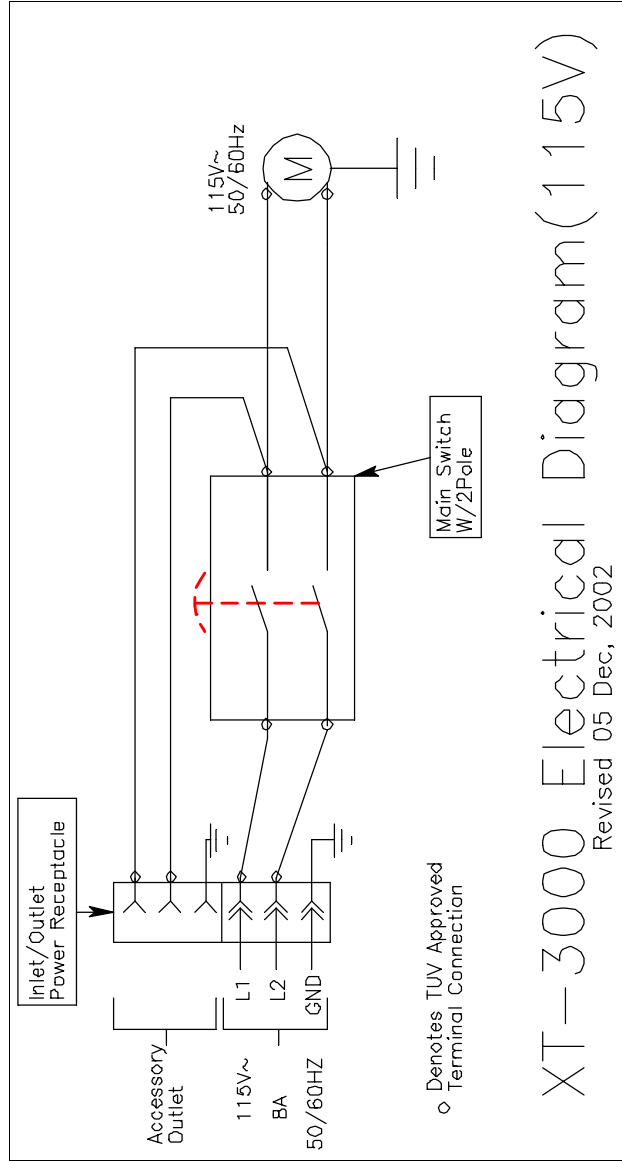 Inlet/Outlet
Power Receptacle
Accessory
Outlet
115V~
BA
50/60HZ
L1
L2
GND
115V~
50/60Hz
M
Main Switch
W/2Pole
Denotes TUV Approved
Terminal Connection
XT-3000 Electrical Diagram(115V)
Revised 05 Dec, 2002